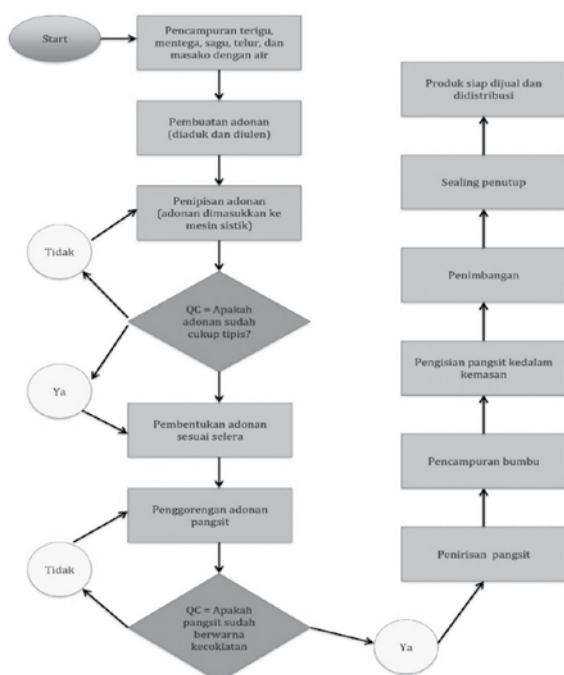 Start
Pencampuran terigu,
mentega, sagu, telur, dan
masako dengan air
Pembuatan adonan
(diaduk dan diulen)
Penipisan adonan
(adonan dimasukkan ke
mesin sistik)
Tidak
QC = Apakah
adonan sudah
cukup tipis?
Ya
Pembentukan adonan
sesuai selera
Penggorengan adonan
pangsit
Tidak
QC = Apakah
pangsit sudah
berwarna
kecoklatan
Ya
Penirisan pangsit
Pencampuran bumbu
Pengisian pangsit kedalam
kemasan
Penimbangan
Sealing penutup
Produk siap dijual dan
didistribusi